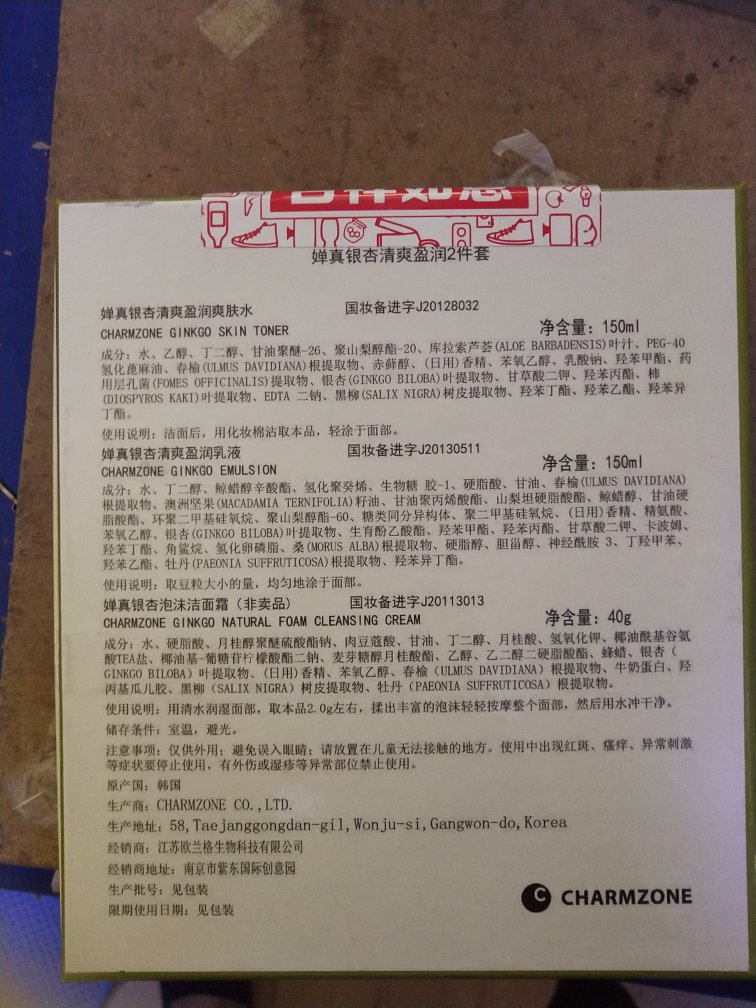 吉祥如意
婵真银杏清爽盈润2件套
婵真银杏清爽盈润爽肤水 国妆备进字J20128032
CHARMZONE GINKGO SKIN TONER 净含量：150ml
成分：水、乙醇、丁二醇、甘油聚醚-26、聚山梨醇酯-20、库拉索芦荟(ALOE BARBADENSIS)叶汁、PEG-40
氢化蓖麻油、春榆(ULMUS DAVIDIANA)根提取物、赤藓醇、(日用)香精、苯氧乙醇、乳酸钠、羟苯甲酯、药
用层孔菌(FOMES OFFICINALIS)提取物、银杏(GINKGO BILOBA)叶提取物、甘草酸二钾、羟苯丙酯、柿
(DIOSPYROS KAKI)叶提取物、EDTA 二钠、黑柳(SALIX NIGRA)树皮提取物、羟苯丁酯、羟苯乙酯、羟苯异
丁酯。
使用说明：洁面后，用化妆棉沾取本品，轻涂于面部。
婵真银杏清爽盈润乳液 国妆备进字J20130511
CHARMZONE GINKGO EMULSION 净含量：150ml
成分：水、丁二醇、鲸蜡醇辛酸酯、氢化聚癸烯、生物糖 胶-1、硬脂酸、甘油、春榆(ULMUS DAVIDIANA)
根提取物、澳洲坚果(MACADAMIA TERNIFOLIA)籽油、甘油聚丙烯酸酯、山梨坦硬脂酸酯、鲸蜡醇、甘油硬
脂酸酯、环聚二甲基硅氧烷、聚山梨醇酯-60、糖类同分异构体、聚二甲基硅氧烷、(日用)香精、精氨酸、
苯氧乙醇、银杏(GINKGO BILOBA)叶提取物、生育酚乙酸酯、羟苯甲酯、羟苯丙酯、甘草酸二钾、卡波姆、
羟苯丁酯、角鲨烷、氢化卵磷脂、桑(MORUS ALBA)根提取物、硬脂醇、胆甾醇、神经酰胺 3、丁羟甲苯、
羟苯乙酯、牡丹(PAEONIA SUFFRUTICOSA)根提取物、羟苯异丁酯。
使用说明：取豆粒大小的量，均匀地涂于面部。
婵真银杏泡沫洁面霜（非卖品） 国妆备进字J20113013
CHARMZONE GINKGO NATURAL FOAM CLEANSING CREAM 净含量：40g
成分：水、硬脂酸、月桂醇聚醚硫酸酯钠、肉豆蔻酸、甘油、丁二醇、月桂酸、氢氧化钾、椰油酰基谷氨
酸TEA盐、椰油基-葡糖苷柠檬酸酯二钠、麦芽糖醇月桂酸酯、乙醇、乙二醇二硬脂酸酯、蜂蜡、银杏（
GINKGO BILOBA）叶提取物、(日用)香精、苯氧乙醇、春榆（ULMUS DAVIDIANA）根提取物、牛奶蛋白、羟
丙基瓜儿胶、黑柳（SALIX NIGRA）树皮提取物、牡丹（PAEONIA SUFFRUTICOSA）根提取物。
使用说明：用清水润湿面部，取本品2.0g左右，揉出丰富的泡沫轻轻按摩整个面部，然后用水冲干净。
储存条件：室温，避光。
注意事项：仅供外用；避免误入眼睛；请放置在儿童无法接触的地方。使用中出现红斑、瘙痒、异常刺激
等症状要停止使用，有外伤或湿疹等异常部位禁止使用。
原产国：韩国
生产商：CHARMZONE CO.,LTD.
生产地址：58,Taejanggongdan-gil,Wonju-si,Gangwon-do,Korea
经销商：江苏欧兰格生物科技有限公司
经销商地址：南京市紫东国际创意园
生产批号：见包装
限期使用日期：见包装
C CHARMZONE